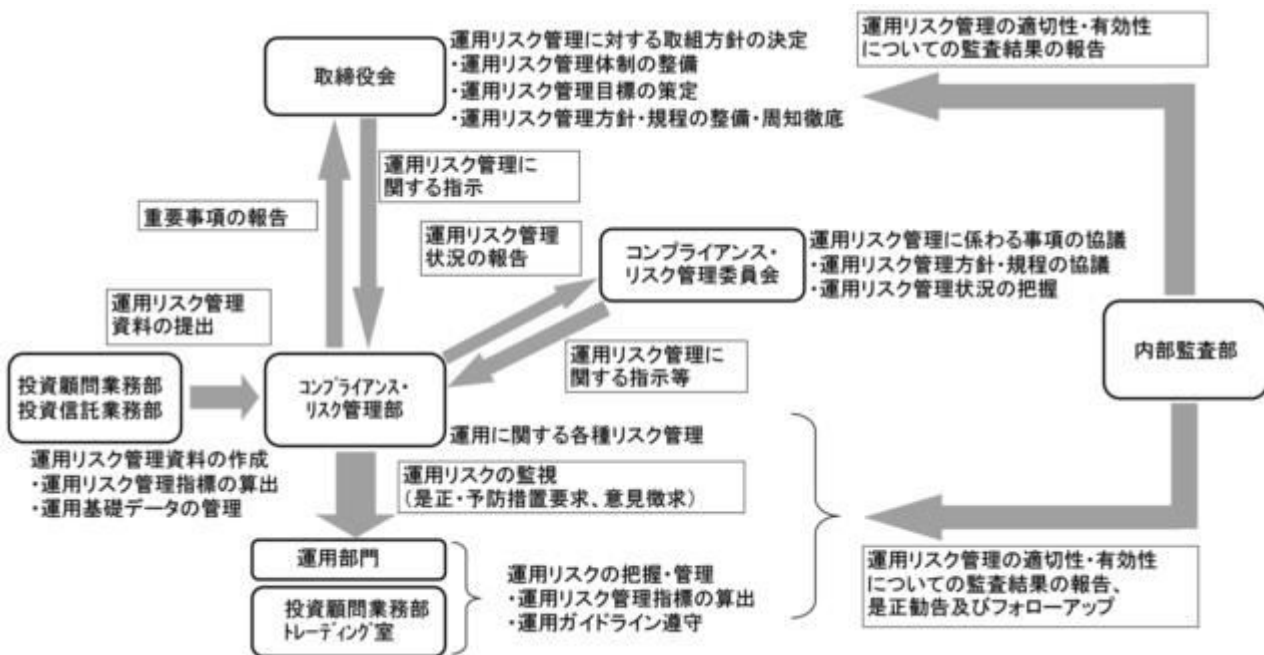 取締役会
運用リスク管理に対する取組方針の決定
・運用リスク管理体制の整備
・運用リスク管理目標の策定
・運用リスク管理方針・規程の整備・周知徹底
運用リスク管理の適切性・有効性
についての監査結果の報告
運用リスク管理に
関する指示
重要事項の報告
運用リスク管理
状況の報告
コンプライアンス・
リスク管理委員会
運用リスク管理に係わる事項の協議
・運用リスク管理方針・規程の協議
・運用リスク管理状況の把握
運用リスク管理
資料の提出
内部監査部
投資顧問業務部
投資信託業務部
コンプライアンス・
リスク管理部
運用リスク管理に
関する指示等
運用に関する各種リスク管理
運用リスク管理資料の作成
・運用リスク管理指標の算出
・運用基礎データの管理
運用リスクの監視
（是正・予防措置要求、意見徴求）
運用部門
投資顧問業務部
トレーディング室
運用リスクの把握・管理
・運用リスク管理指標の算出
・運用ガイドライン遵守
運用リスク管理の適切性・有効性
についての監査結果の報告、
是正勧告及びフォローアップ